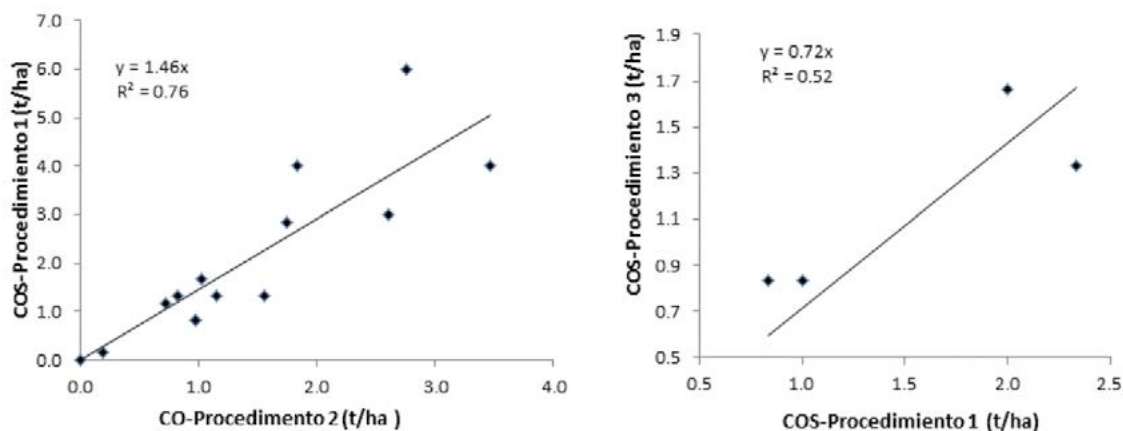 7.0
6.0
5.0
4.0
3.0
2.0
1.0
0.0
COS-Procedimiento 1 (t/ha)
y = 1.46x
R² = 0.76
0.0 1.0 2.0 3.0 4.0
CO-Procedimento 2 (t/ha )
1.9
1.7
1.5
1.3
1.1
0.9
0.7
0.5
COS-Procedimiento 3 (t/ha)
y = 0.72x
R² = 0.52
0.5 1.0 1.5 2.0 2.5
COS-Procedimiento 1 (t/ha)